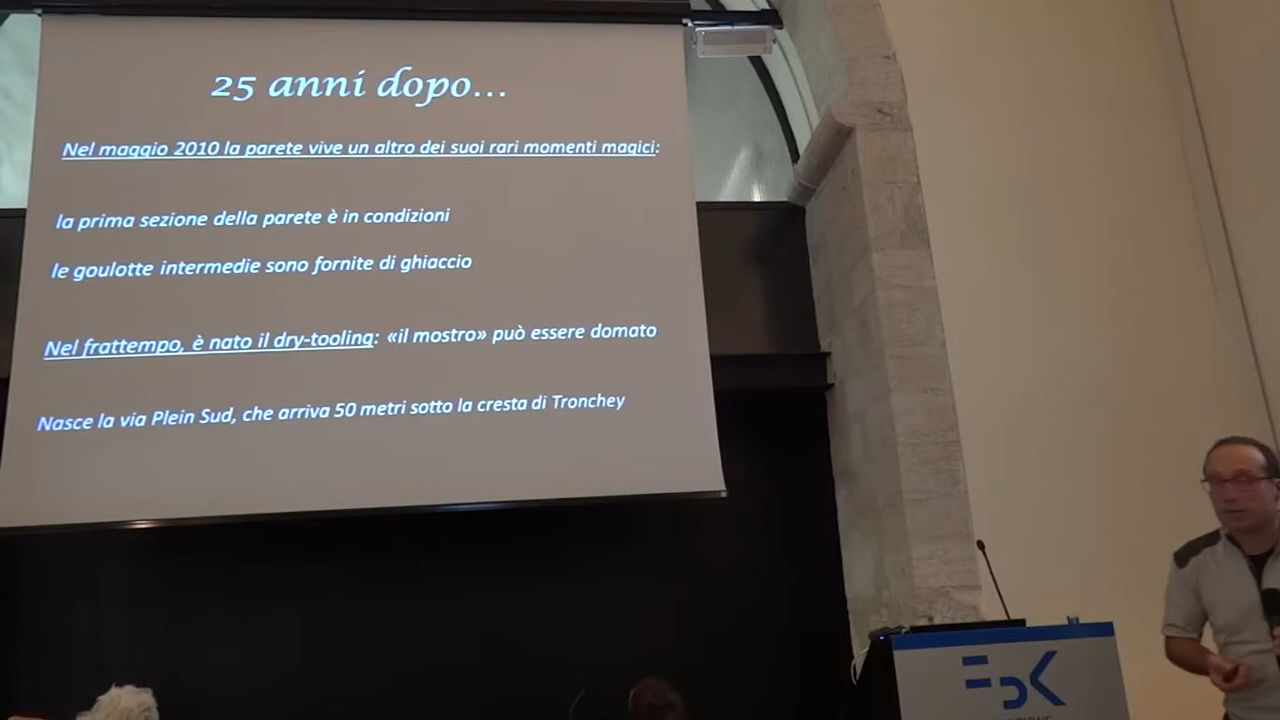 25 anni dopo...
Nel maggio 2010 la parete vive un altro dei suoi rari momenti magici:
la prima sezione della parete è in condizioni
le goulotte intermedie sono fornite di ghiaccio
Nel frattempo, è nato il dry-tooling: «il mostro» può essere domato
Nasce la via Plein Sud, che arriva 50 metri sotto la cresta di Tronchey
FBK